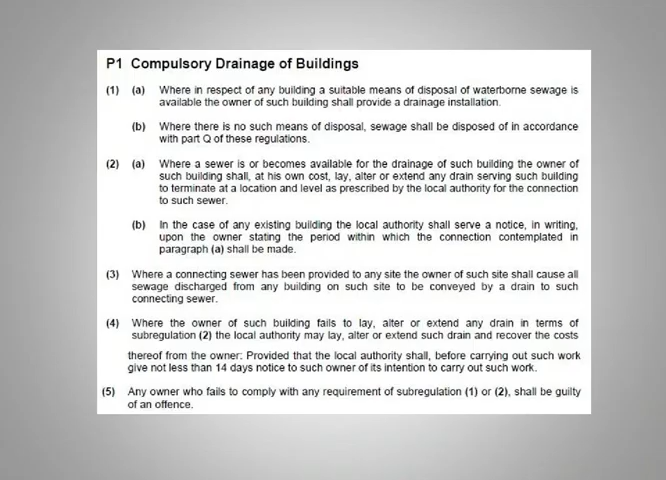 P1 Compulsory Drainage of Buildings
(1) (a) Where in respect of any building a suitable means of disposal of waterborne sewage is
available the owner of such building shall provide a drainage installation.
(b) Where there is no such means of disposal, sewage shall be disposed of in accordance
with part Q of these regulations.
(2) (a) Where a sewer is or becomes available for the drainage of such building the owner of
such building shall, at his own cost, lay, alter or extend any drain serving such building
to terminate at a location and level as prescribed by the local authority for the connection
to such sewer.
(b) In the case of any existing building the local authority shall serve a notice, in writing,
upon the owner stating the period within which the connection contemplated in
paragraph (a) shall be made.
(3) Where a connecting sewer has been provided to any site the owner of such site shall cause all
sewage discharged from any building on such site to be conveyed by a drain to such
connecting sewer.
(4) Where the owner of such building fails to lay, alter or extend any drain in terms of
subregulation (2) the local authority may lay, alter or extend such drain and recover the costs
thereof from the owner: Provided that the local authority shall, before carrying out such work
give not less than 14 days notice to such owner of its intention to carry out such work.
(5) Any owner who fails to comply with any requirement of subregulation (1) or (2), shall be guilty
of an offence.